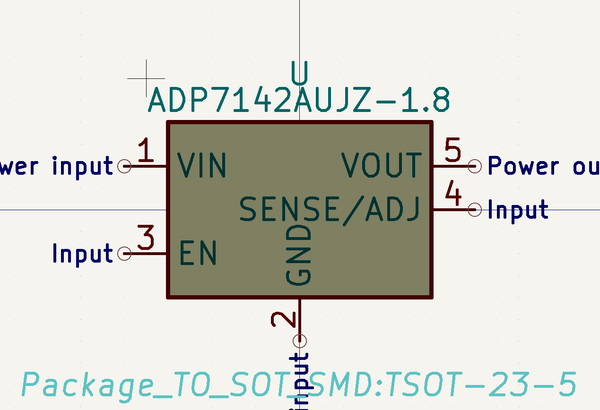 U
ADP7142AUJZ-1.8
wer input 1 VIN VOUT 5 Power ou
SENSE/ADJ 4 Input
Input 3 EN
GND
2
input
Package_TO_SOT_SMD:TSOT-23-5